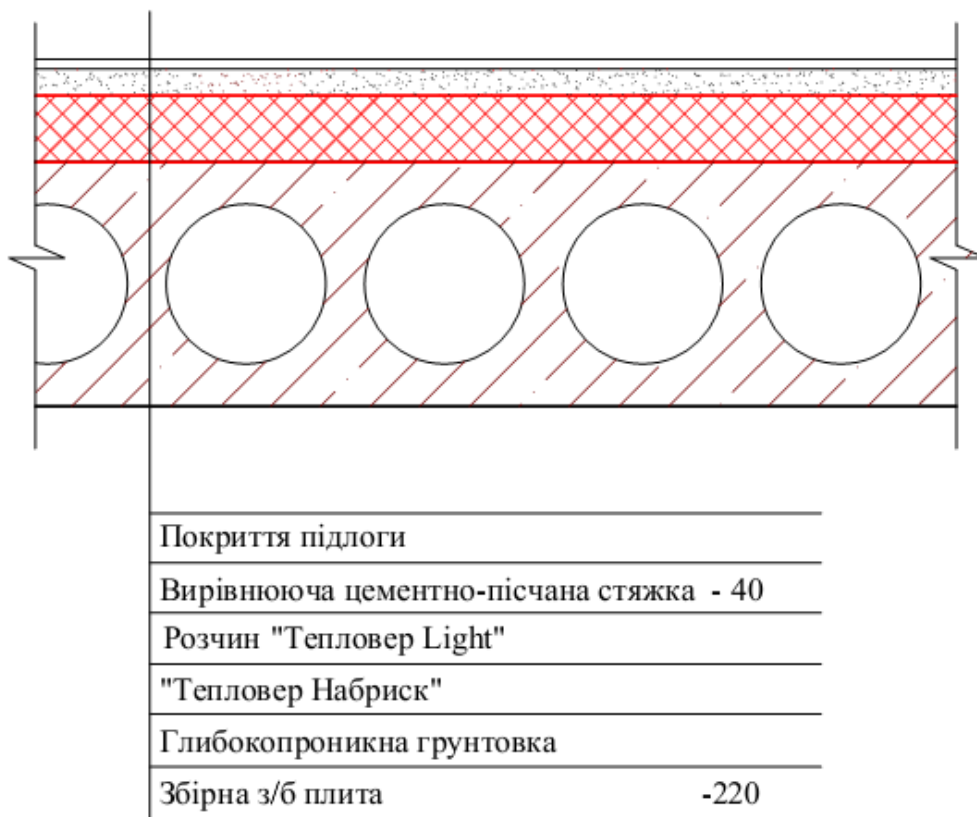 Покриття підлоги
Вирівнююча цементно-пісчана стяжка - 40
Розчин "Тепловер Light"
"Тепловер Набриск"
Глибокопроникна грунтовка
Збірна з/б плита -220